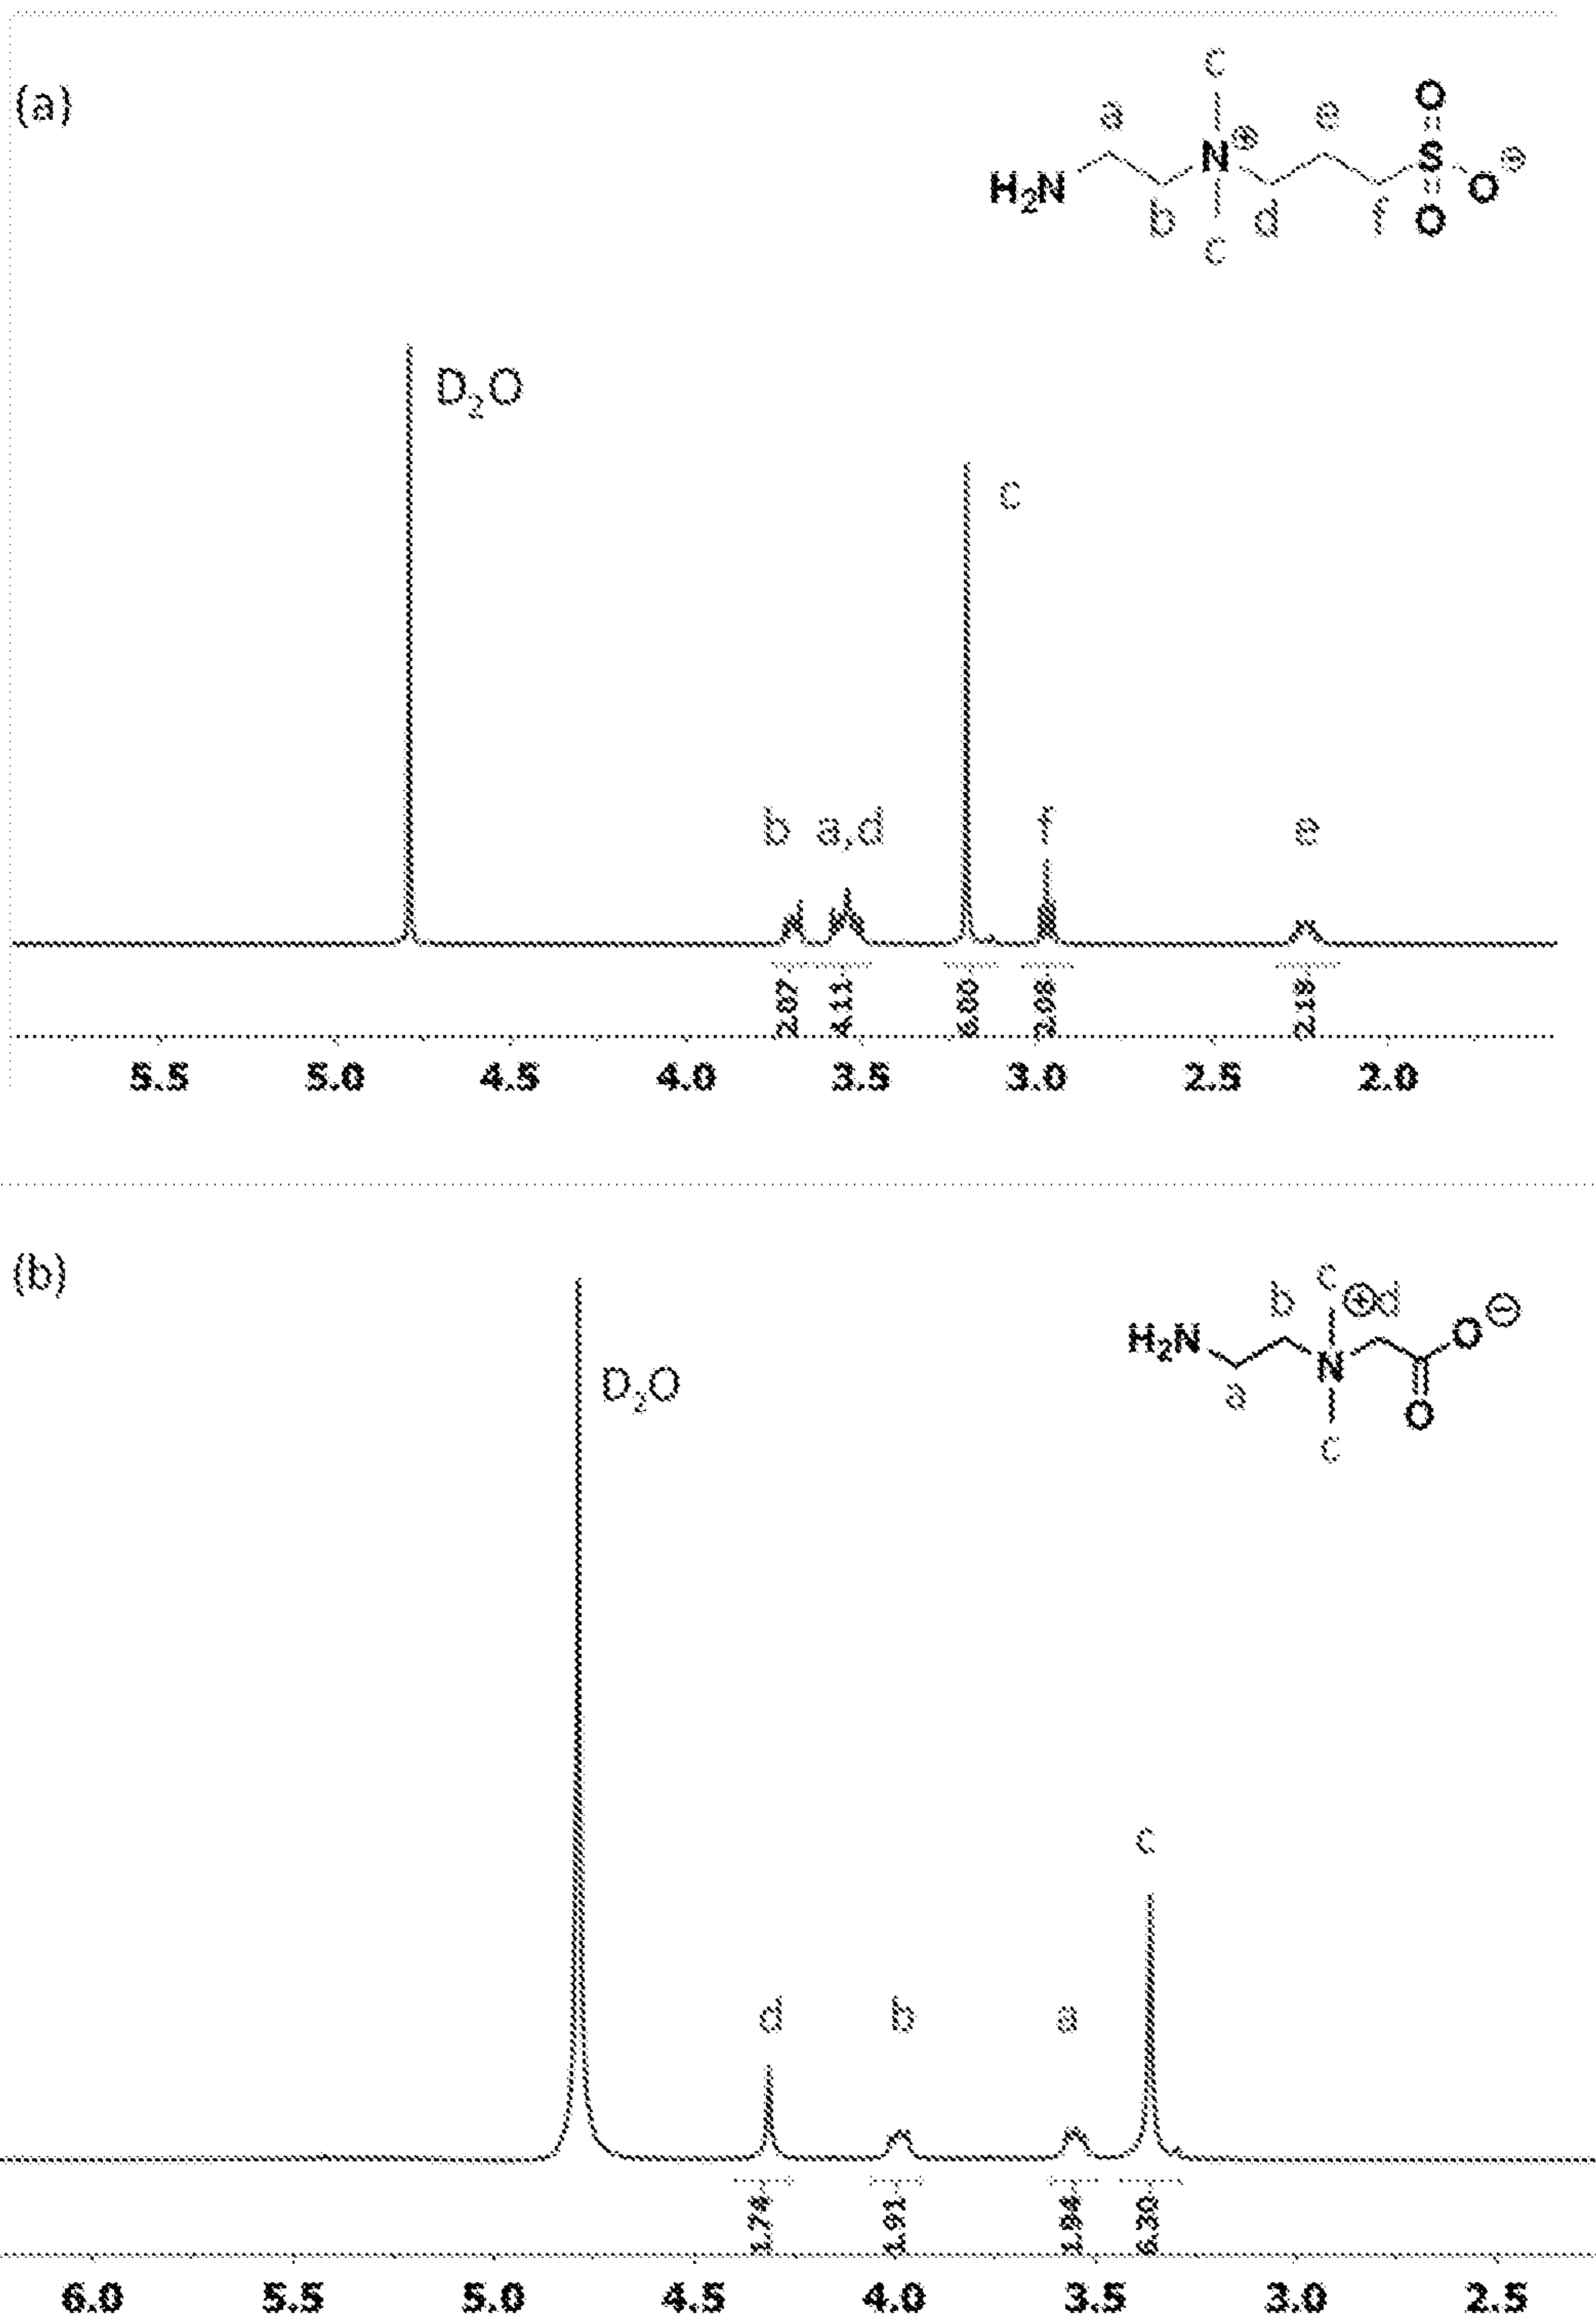 (a)
c
a
e
O
H₂N
N⊕
S
O⊕
b
d
f
O
c
D₂O
c
b a,d
f
e
2.07
4.11
6.00
2.08
2.18
5.5 5.0 4.5 4.0 3.5 3.0 2.5 2.0
(b)
c
b ⊕d
O⊖
H₂N
N
a
O
c
D₂O
c
d b a
1.74
1.91
1.94
6.30
6.0 5.5 5.0 4.5 4.0 3.5 3.0 2.5